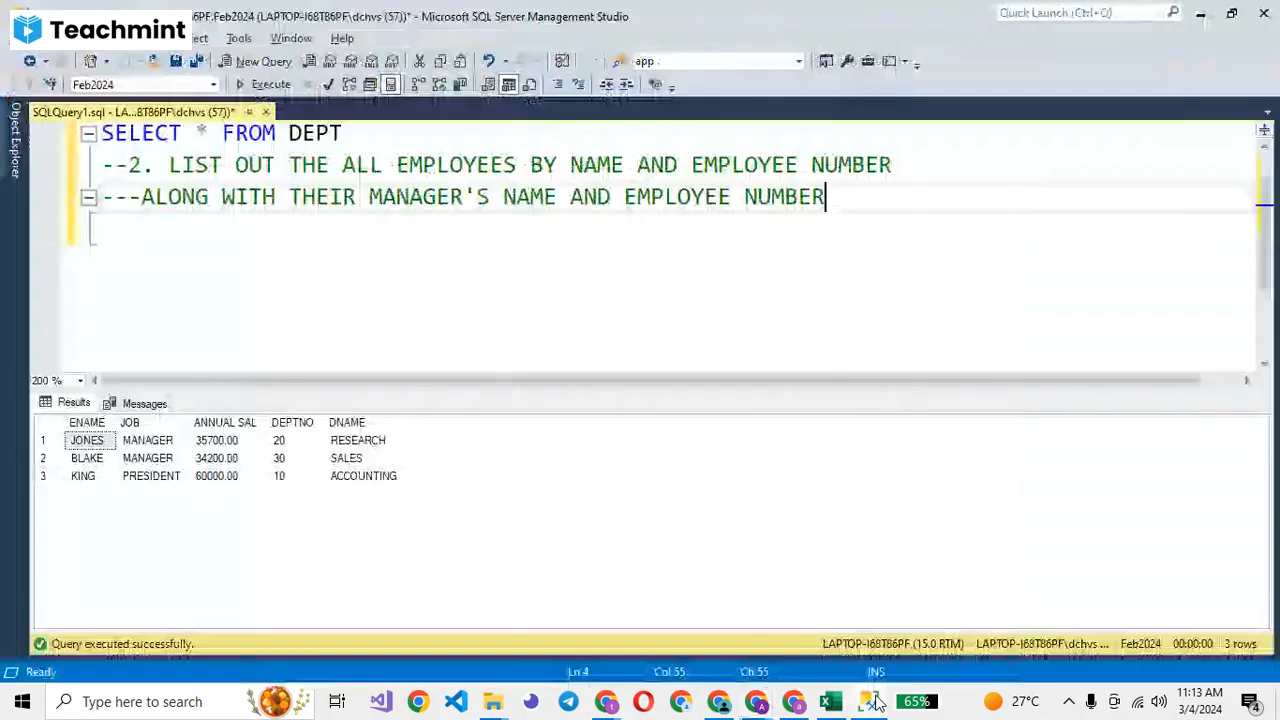 Teachmint
PF.Feb2024 (LAPTOP-I68T86PF\dchvs (57))* - Microsoft SQL Server Management Studio
Quick Launch (Ctrl+Q)
Tools Window Help
New Query
app
Feb2024
Execute
Object Explorer
SQLQuery1.sql - LA...8T86PF\dchvs (57))*
SELECT * FROM DEPT
--2. LIST OUT THE ALL EMPLOYEES BY NAME AND EMPLOYEE NUMBER
---ALONG WITH THEIR MANAGER'S NAME AND EMPLOYEE NUMBER
200 %
Results Messages
ENAME JOB ANNUAL SAL DEPTNO DNAME
1 JONES MANAGER 35700.00 20 RESEARCH
2 BLAKE MANAGER 34200.00 30 SALES
3 KING PRESIDENT 60000.00 10 ACCOUNTING
Query executed successfully.
LAPTOP-I68T86PF (15.0 RTM) LAPTOP-I68T86PF\dchvs ... Feb2024 00:00:00 3 rows
Ready Ln 4 Col 55 Ch 55 INS
Type here to search
65%
27°C
11:13 AM
3/4/2024
4